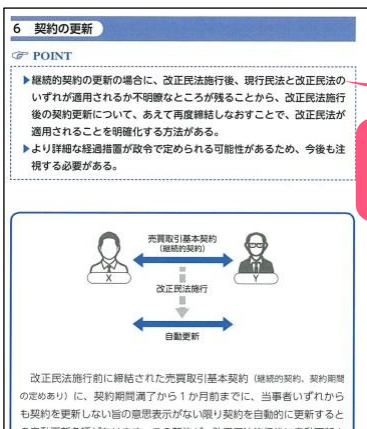 6 契約の更新
☞ POINT
▶継続的契約の更新の場合に、改正民法施行後、現行民法と改正民法の
いずれが適用されるか不明瞭なところが残ることから、改正民法施行
後の契約更新について、あえて再度締結しなおすことで、改正民法が
適用されることを明確化する方法がある。
▶より詳細な経過措置が政令で定められる可能性があるため、今後も注
視する必要がある。
売買取引基本契約
(継続的契約)
X
Y
改正民法施行
自動更新
改正民法施行前に締結された売買取引基本契約(継続的契約、契約期間
の定めあり)に、契約期間満了から1か月前までに、当事者いずれから
も契約を更新しない旨の意思表示がない限り契約を自動的に更新すると